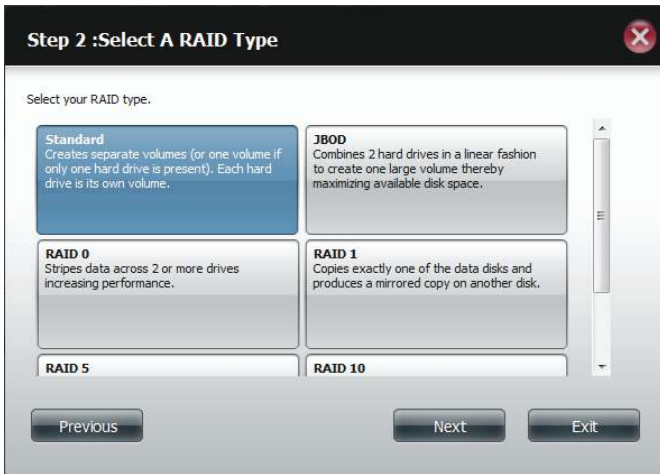 Step 2 :Select A RAID Type
Select your RAID type.
Standard
Creates separate volumes (or one volume if
only one hard drive is present). Each hard
drive is its own volume.
JBOD
Combines 2 hard drives in a linear fashion
to create one large volume thereby
maximizing available disk space.
RAID 0
Stripes data across 2 or more drives
increasing performance.
RAID 1
Copies exactly one of the data disks and
produces a mirrored copy on another disk.
RAID 5
RAID 10
Previous
Next
Exit